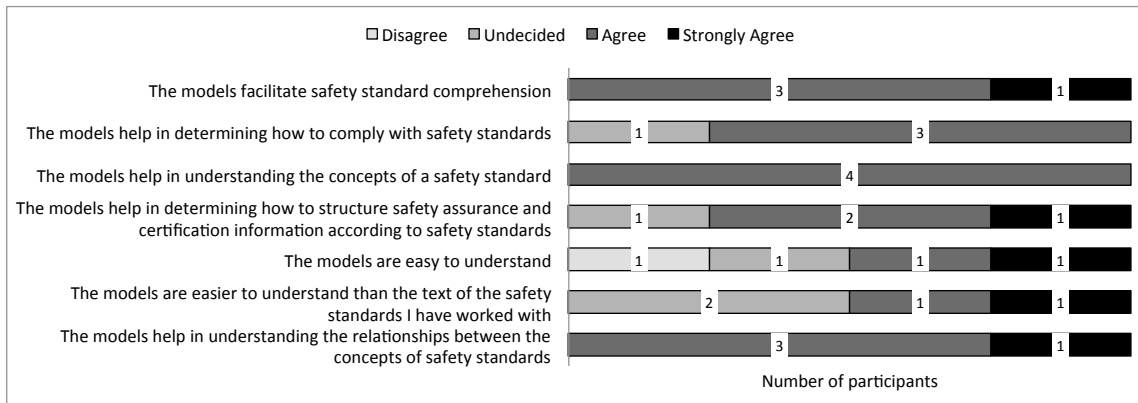 Disagree Undecided Agree Strongly Agree
The models facilitate safety standard comprehension 3 1
The models help in determining how to comply with safety standards 1 3
The models help in understanding the concepts of a safety standard 4
The models help in determining how to structure safety assurance and
certification information according to safety standards 1 2 1
The models are easy to understand 1 1 1 1
The models are easier to understand than the text of the safety
standards I have worked with 2 1 1
The models help in understanding the relationships between the
concepts of safety standards 3 1
Number of participants